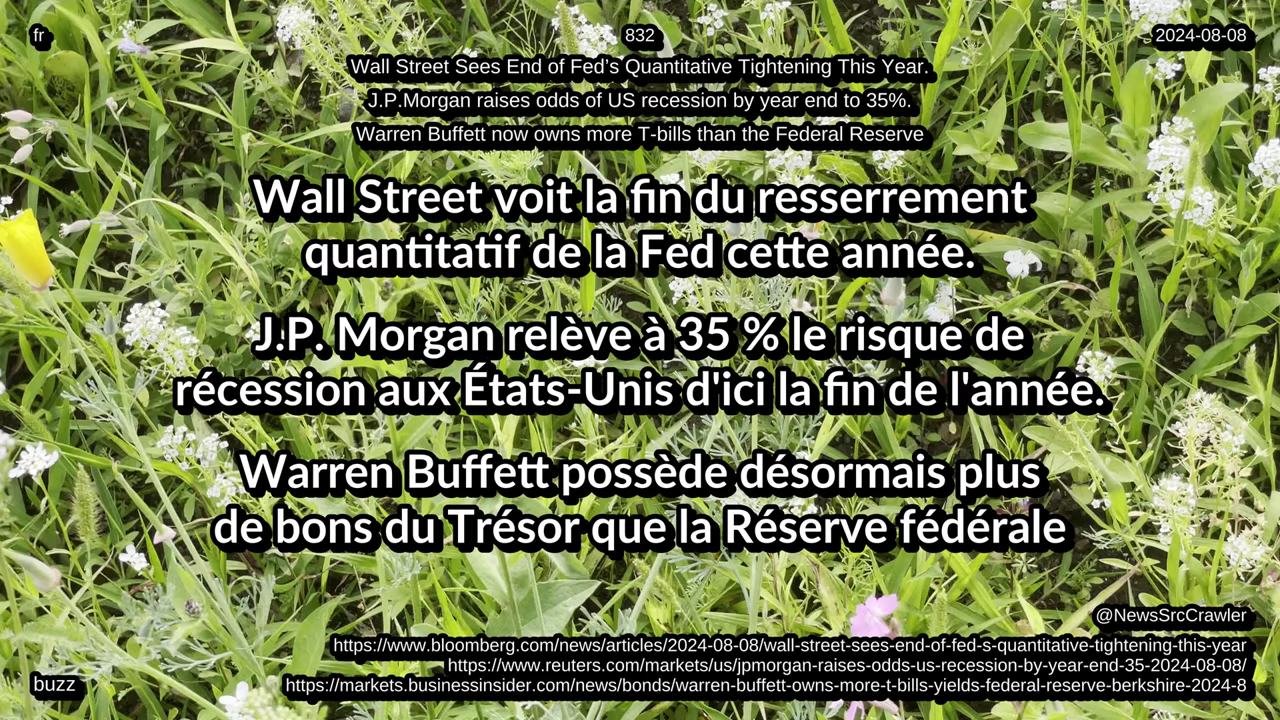 fr
832
2024-08-08
Wall Street Sees End of Fed's Quantitative Tightening This Year.
J.P.Morgan raises odds of US recession by year end to 35%.
Warren Buffett now owns more T-bills than the Federal Reserve
Wall Street voit la fin du resserrement
quantitatif de la Fed cette année.
J.P. Morgan relève à 35 % le risque de
récession aux États-Unis d'ici la fin de l'année.
Warren Buffett possède désormais plus
de bons du Trésor que la Réserve fédérale
@NewsSrcCrawler
https://www.bloomberg.com/news/articles/2024-08-08/wall-street-sees-end-of-fed-s-quantitative-tightening-this-year
https://www.reuters.com/markets/us/jpmorgan-raises-odds-us-recession-by-year-end-35-2024-08-08/
buzz
https://markets.businessinsider.com/news/bonds/warren-buffett-owns-more-t-bills-yields-federal-reserve-berkshire-2024-8